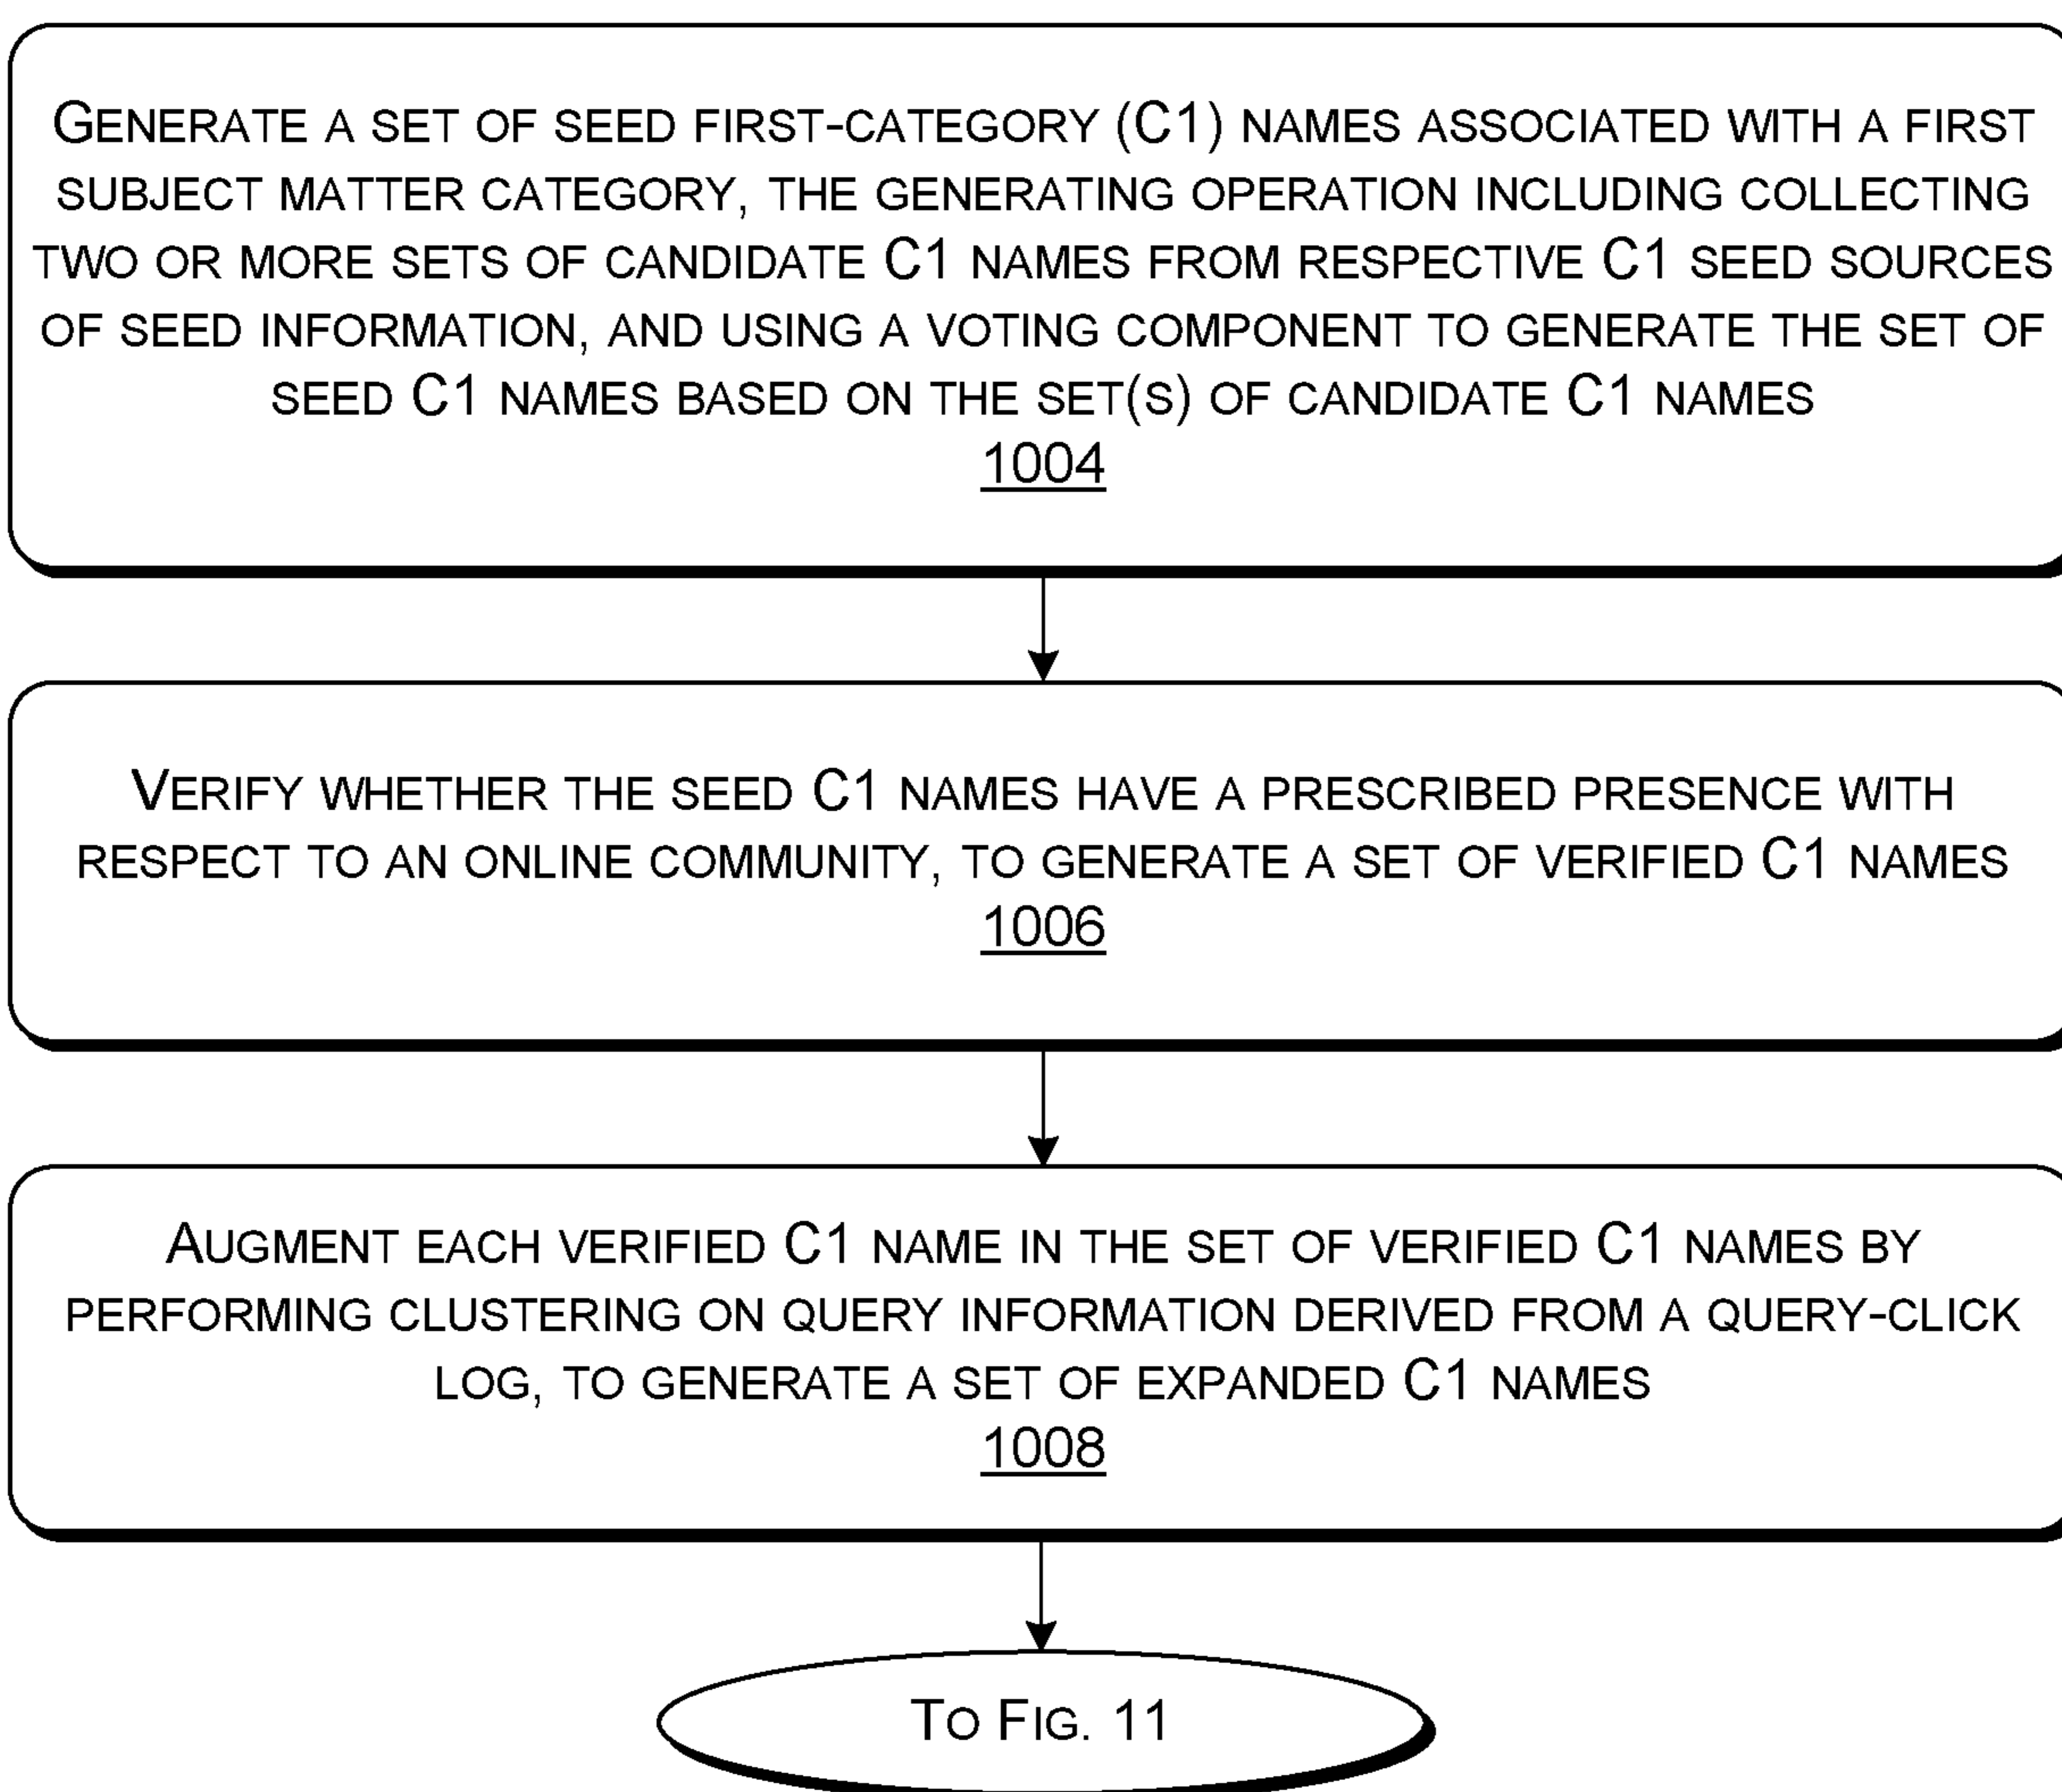 GENERATE A SET OF SEED FIRST-CATEGORY (C1) NAMES ASSOCIATED WITH A FIRST
SUBJECT MATTER CATEGORY, THE GENERATING OPERATION INCLUDING COLLECTING
TWO OR MORE SETS OF CANDIDATE C1 NAMES FROM RESPECTIVE C1 SEED SOURCES
OF SEED INFORMATION, AND USING A VOTING COMPONENT TO GENERATE THE SET OF
SEED C1 NAMES BASED ON THE SET(S) OF CANDIDATE C1 NAMES
1004
VERIFY WHETHER THE SEED C1 NAMES HAVE A PRESCRIBED PRESENCE WITH
RESPECT TO AN ONLINE COMMUNITY, TO GENERATE A SET OF VERIFIED C1 NAMES
1006
AUGMENT EACH VERIFIED C1 NAME IN THE SET OF VERIFIED C1 NAMES BY
PERFORMING CLUSTERING ON QUERY INFORMATION DERIVED FROM A QUERY-CLICK
LOG, TO GENERATE A SET OF EXPANDED C1 NAMES
1008
TO FIG. 11